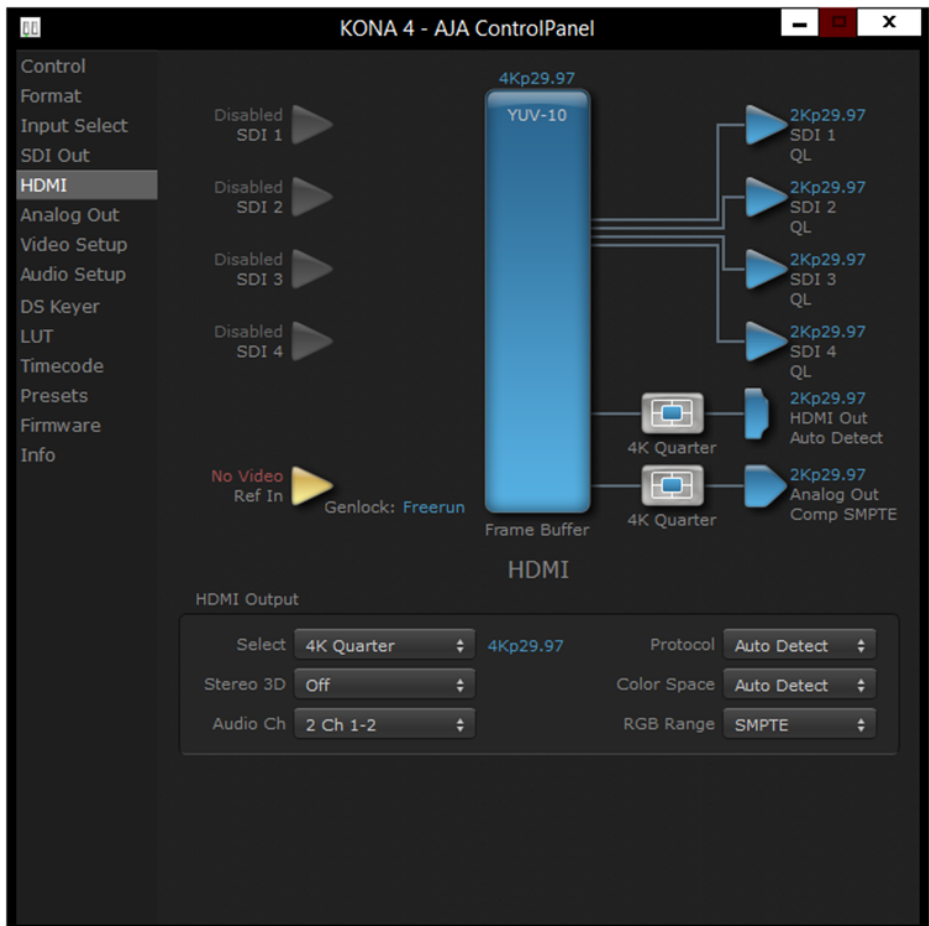 KONA 4 - AJA ControlPanel
Control
Format
Input Select
SDI Out
HDMI
Analog Out
Video Setup
Audio Setup
DS Keyer
LUT
Timecode
Presets
Firmware
Info
Disabled
SDI 1
Disabled
SDI 2
Disabled
SDI 3
Disabled
SDI 4
No Video
Ref In
Genlock: Freerun
4Kp29.97
YUV-10
Frame Buffer
2Kp29.97
SDI 1
QL
2Kp29.97
SDI 2
QL
2Kp29.97
SDI 3
QL
2Kp29.97
SDI 4
QL
4K Quarter
2Kp29.97
HDMI Out
Auto Detect
4K Quarter
2Kp29.97
Analog Out
Comp SMPTE
HDMI
HDMI Output
Select 4K Quarter 4Kp29.97 Protocol Auto Detect
Stereo 3D Off Color Space Auto Detect
Audio Ch 2 Ch 1-2 RGB Range SMPTE